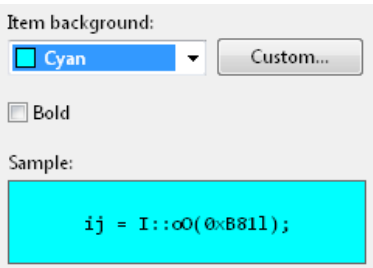 Item background:
Cyan
Custom...
Bold
Sample:
ij = I::oO(0xB81l);